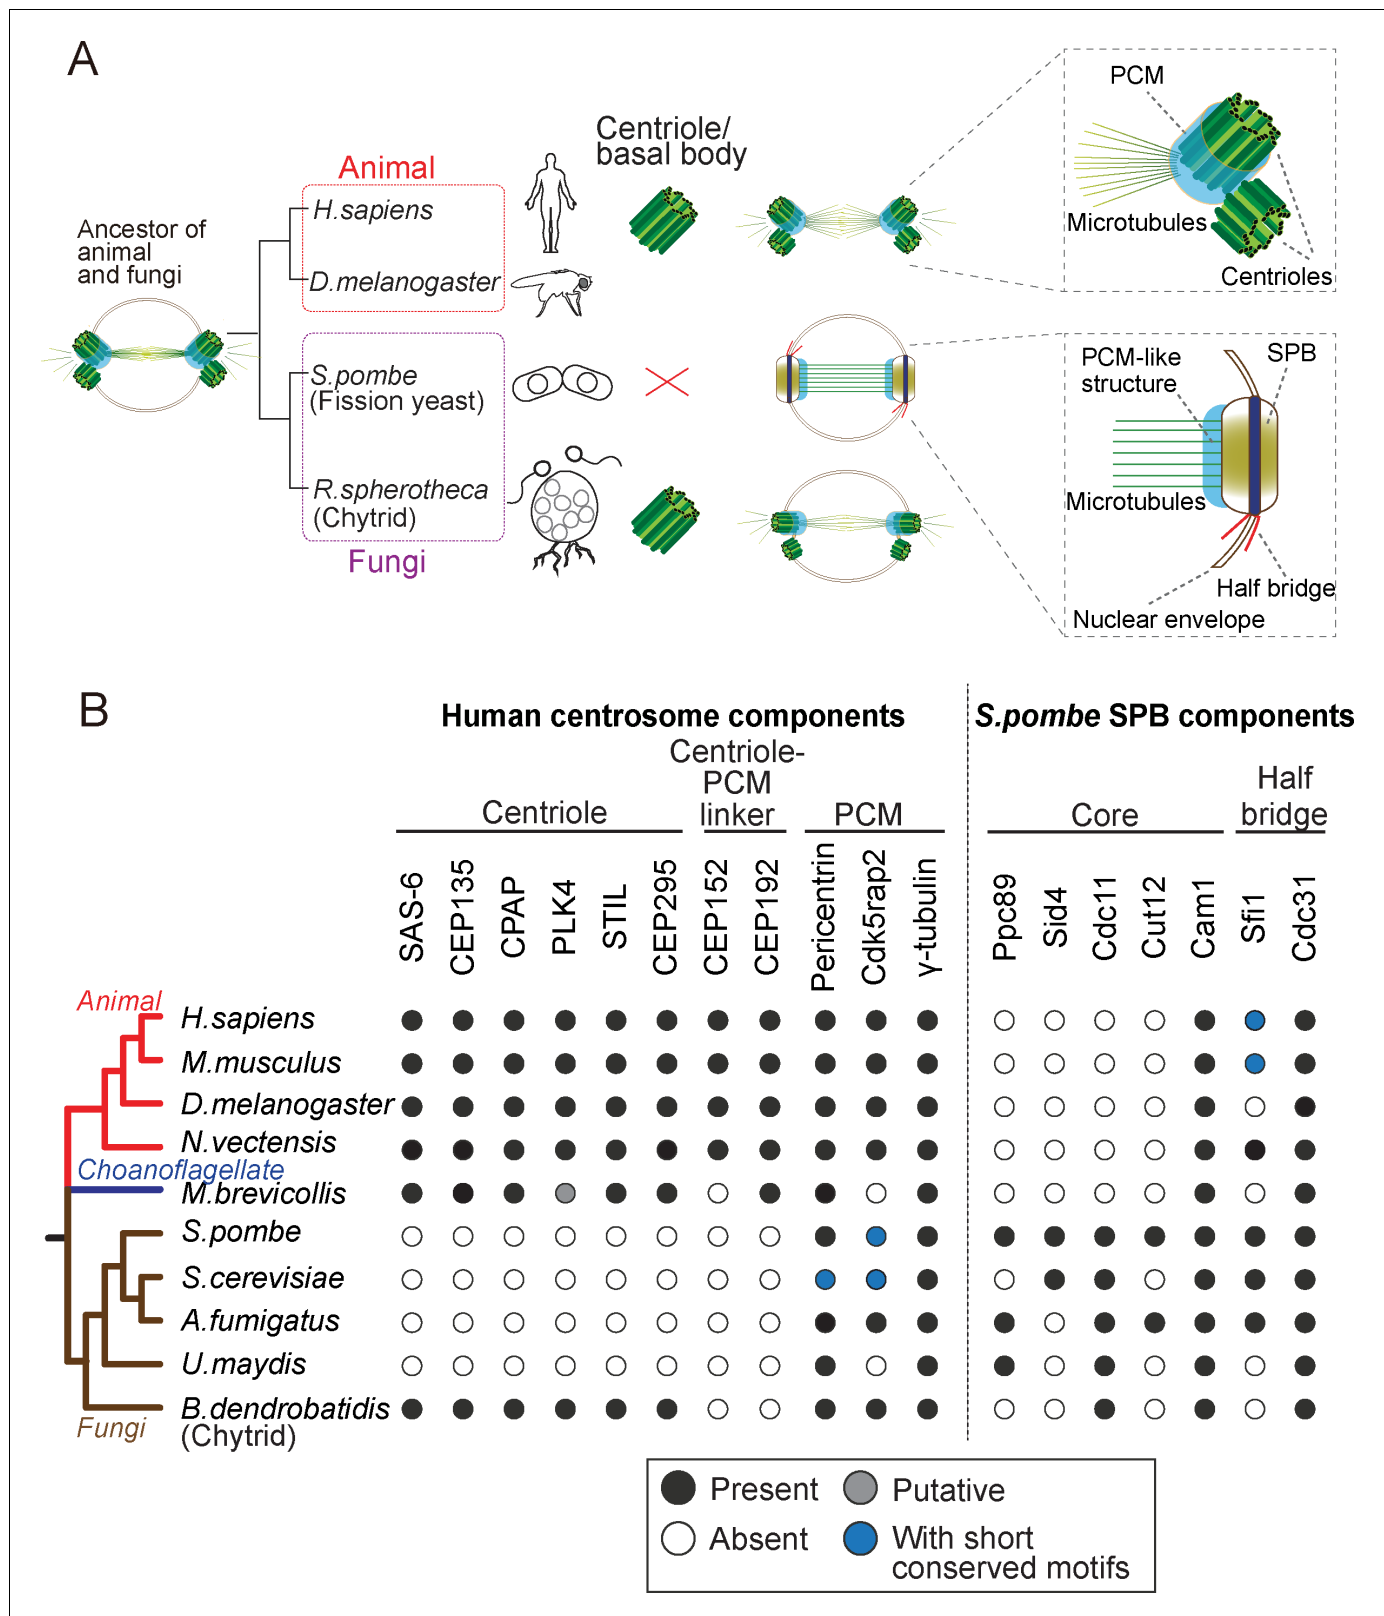 A
Ancestor of
animal
and fungi
Animal
H.sapiens
D.melanogaster
S.pombe
(Fission yeast)
R.spherotheca
(Chytrid)
Fungi
Centriole/
basal body
PCM
Microtubules
Centrioles
PCM-like
structure
SPB
Microtubules
Half bridge
Nuclear envelope
B
Human centrosome components
S.pombe SPB components
Centriole
Centriole-
PCM
linker
PCM
Core
Half
bridge
SAS-6
CEP135
CPAP
PLK4
STIL
CEP295
CEP152
CEP192
Pericentrin
Cdk5rap2
γ-tubulin
Ppc89
Sid4
Cdc11
Cut12
Cam1
Sfi1
Cdc31
Animal
H.sapiens
M.musculus
D.melanogaster
N.vectensis
Choanoflagellate
M.brevicollis
S.pombe
S.cerevisiae
A.fumigatus
U.maydis
B.dendrobatidis
(Chytrid)
Fungi
Present
Putative
Absent
With short
conserved motifs